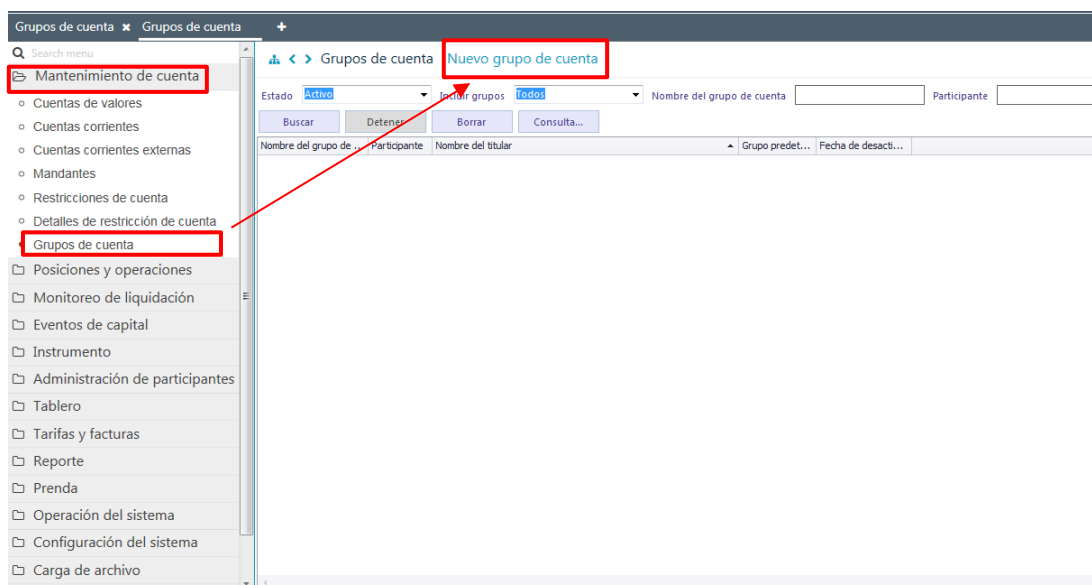 Grupos de cuenta ✖ Grupos de cuenta +
Search menu
Mantenimiento de cuenta
Cuentas de valores
Cuentas corrientes
Cuentas corrientes externas
Mandantes
Restricciones de cuenta
Detalles de restricción de cuenta
Grupos de cuenta
Posiciones y operaciones
Monitoreo de liquidación
Eventos de capital
Instrumento
Administración de participantes
Tablero
Tarifas y facturas
Reporte
Prenda
Operación del sistema
Configuración del sistema
Carga de archivo
Grupos de cuenta Nuevo grupo de cuenta
Estado Activo Incluir grupos Todos Nombre del grupo de cuenta Participante
Buscar Detener Borrar Consulta...
Nombre del grupo de ... Participante Nombre del titular Grupo predet... Fecha de desacti...